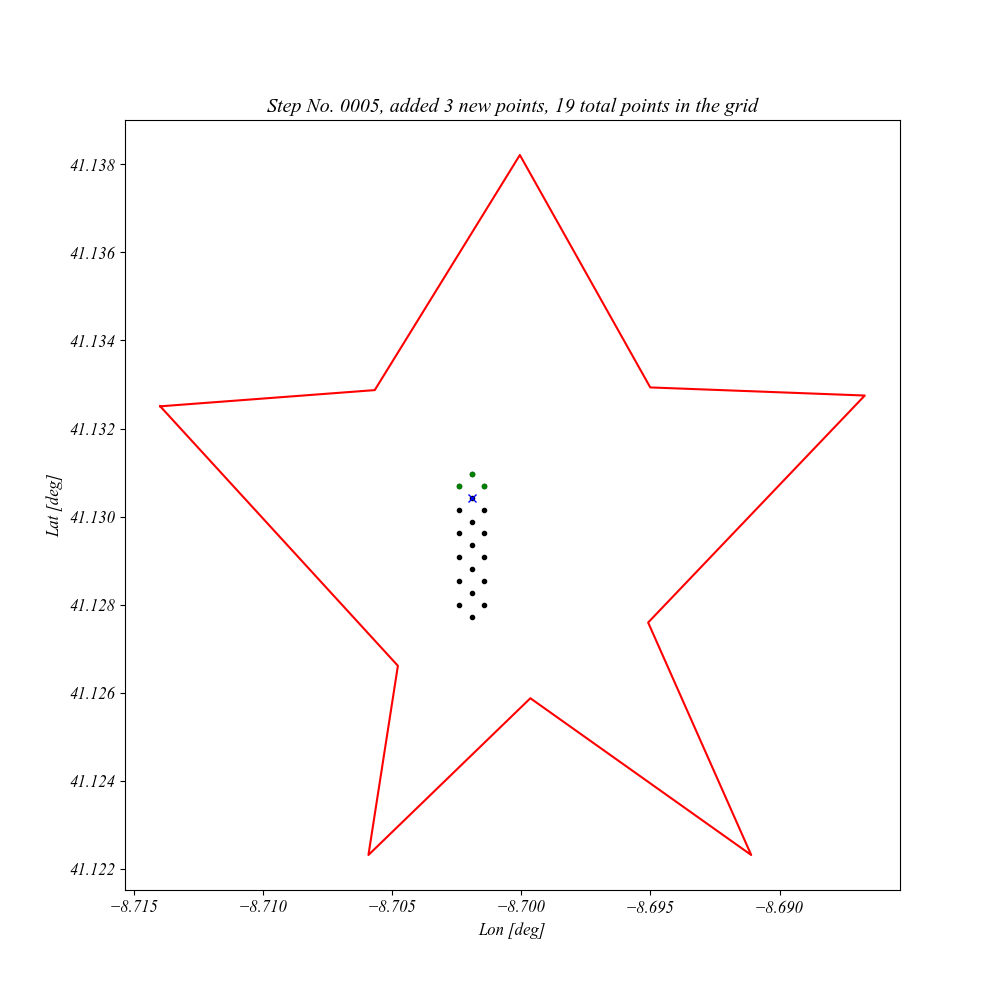 Step No. 0005, added 3 new points, 19 total points in the grid
41.138
41.136
41.134
41.132
41.130
41.128
41.126
41.124
41.122
Lat [deg]
−8.715 −8.710 −8.705 −8.700 −8.695 −8.690
Lon [deg]